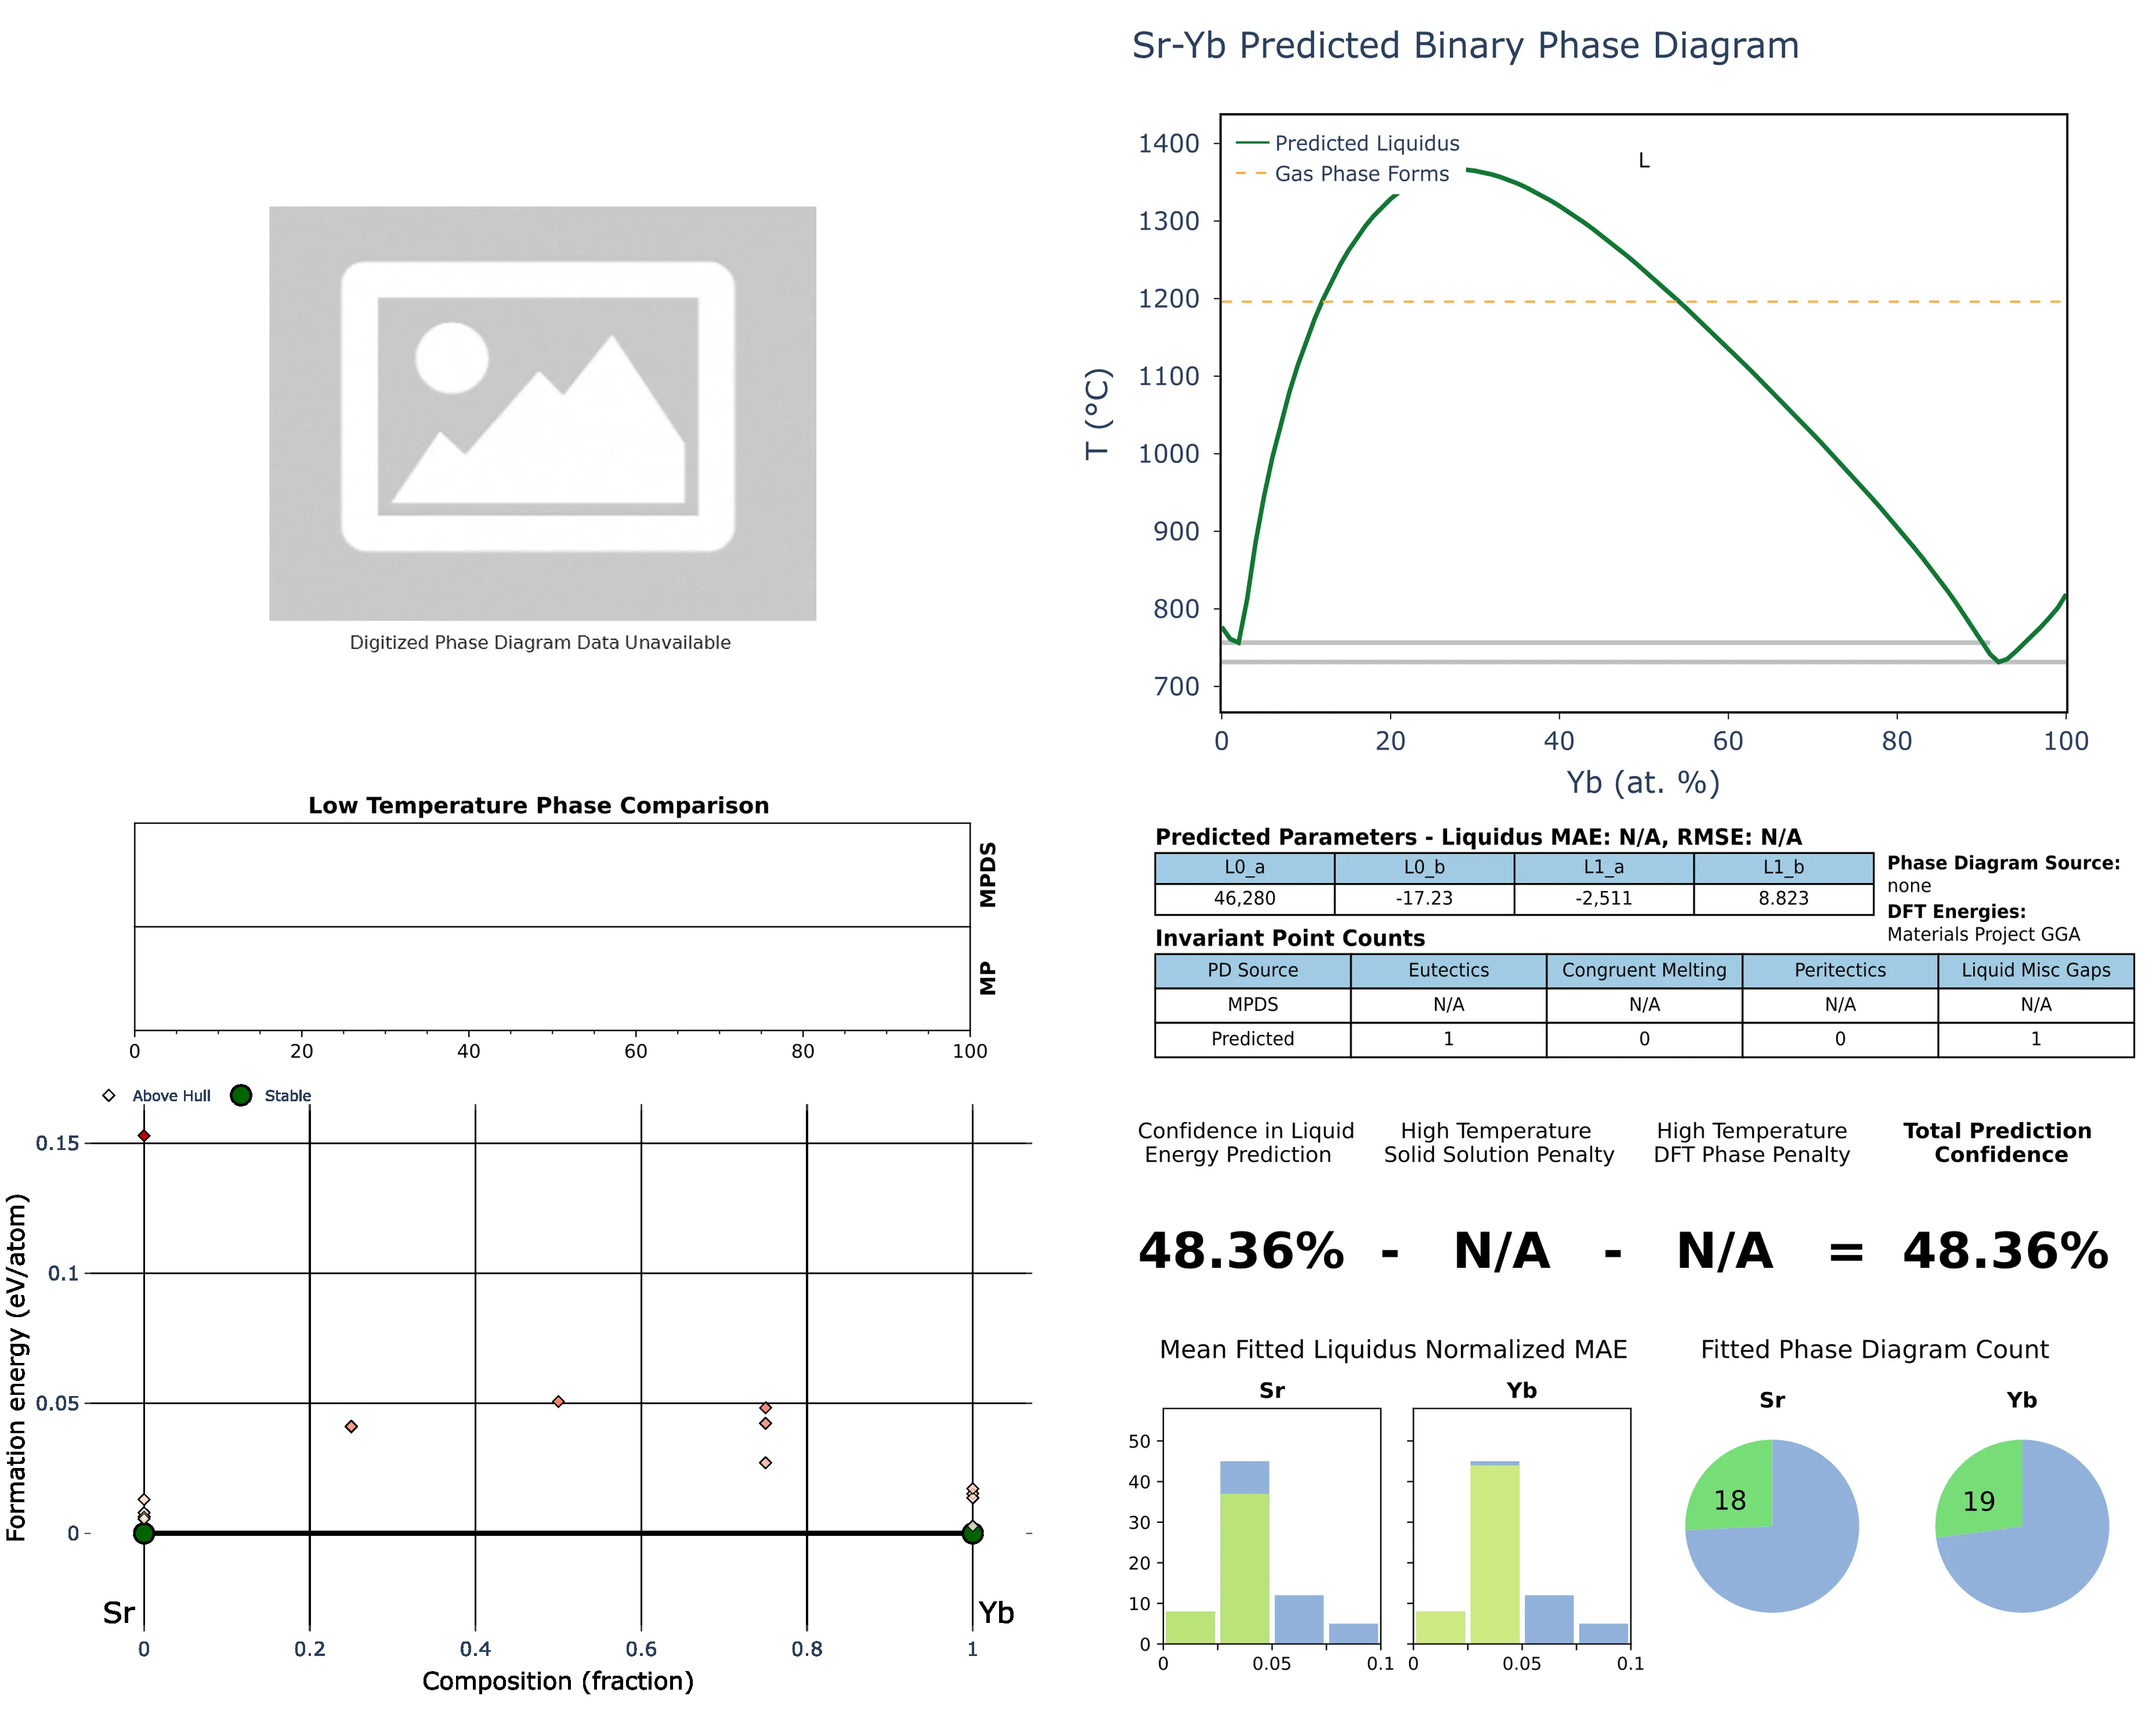 Sr-Yb Predicted Binary Phase Diagram
Predicted Liquidus
Gas Phase Forms
L
1400
1300
1200
1100
1000
900
800
700
T (°C)
0 20 40 60 80 100
Yb (at. %)
Digitized Phase Diagram Data Unavailable
Low Temperature Phase Comparison
MPDS
MP
0 20 40 60 80 100
Predicted Parameters - Liquidus MAE: N/A, RMSE: N/A
L0_a L0_b L1_a L1_b
46,280 -17.23 -2,511 8.823
Phase Diagram Source:
none
DFT Energies:
Materials Project GGA
Invariant Point Counts
PD Source Eutectics Congruent Melting Peritectics Liquid Misc Gaps
MPDS N/A N/A N/A N/A
Predicted 1 0 0 1
Above Hull Stable
0.15
0.1
0.05
0
Formation energy (eV/atom)
Sr Yb
0 0.2 0.4 0.6 0.8 1
Composition (fraction)
Confidence in Liquid
Energy Prediction
High Temperature
Solid Solution Penalty
High Temperature
DFT Phase Penalty
Total Prediction
Confidence
48.36% - N/A - N/A = 48.36%
Mean Fitted Liquidus Normalized MAE
Sr Yb
50
40
30
20
10
0
0 0.05 0.1 0 0.05 0.1
Fitted Phase Diagram Count
Sr Yb
18 19